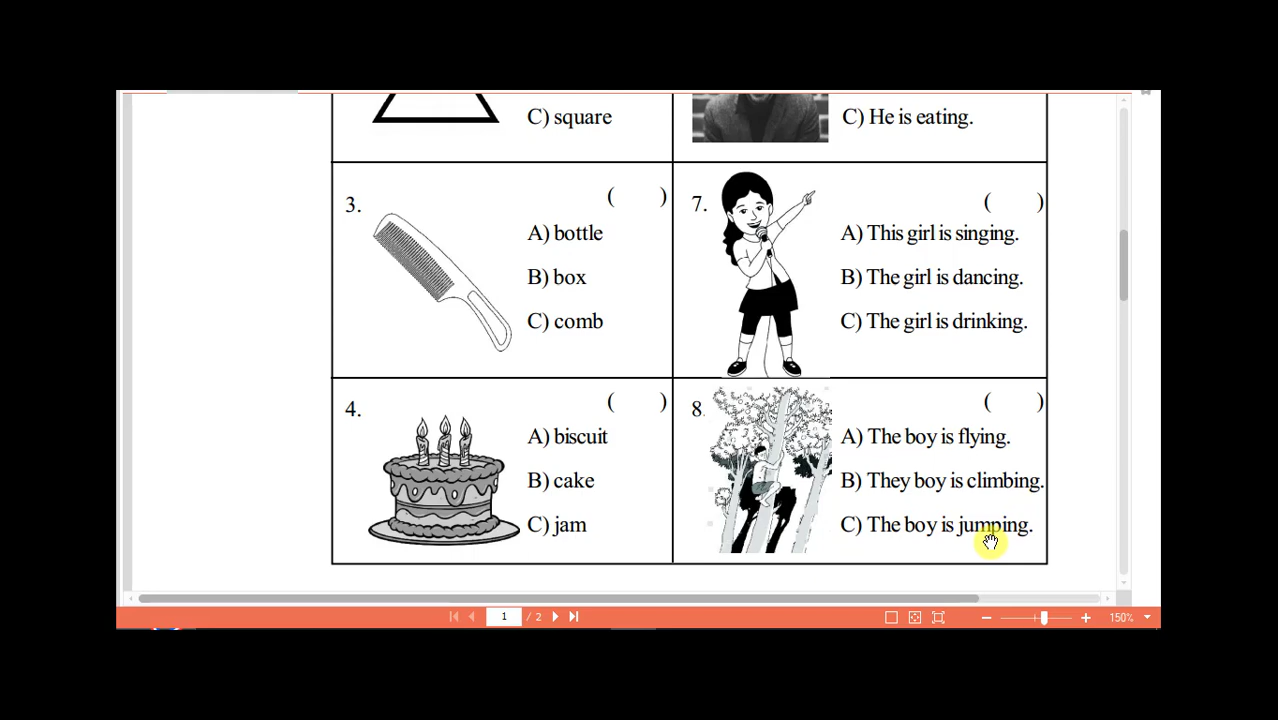 C) square
C) He is eating.
3.
( )
A) bottle
B) box
C) comb
7.
( )
A) This girl is singing.
B) The girl is dancing.
C) The girl is drinking.
4.
( )
A) biscuit
B) cake
C) jam
8.
( )
A) The boy is flying.
B) They boy is climbing.
C) The boy is jumping.
1 / 2
150%